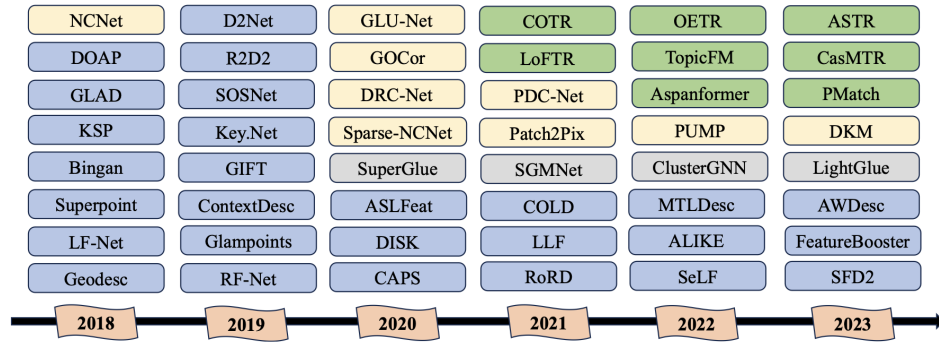 NCNet D2Net GLU-Net COTR OETR ASTR
DOAP R2D2 GOCor LoFTR TopicFM CasMTR
GLAD SOSNet DRC-Net PDC-Net Aspanformer PMatch
KSP Key.Net Sparse-NCNet Patch2Pix PUMP DKM
Bingan GIFT SuperGlue SGMNet ClusterGNN LightGlue
Superpoint ContextDesc ASLFeat COLD MTLDesc AWDesc
LF-Net Glampoints DISK LLF ALIKE FeatureBooster
Geodesc RF-Net CAPS RoRD SeLF SFD2
2018 2019 2020 2021 2022 2023